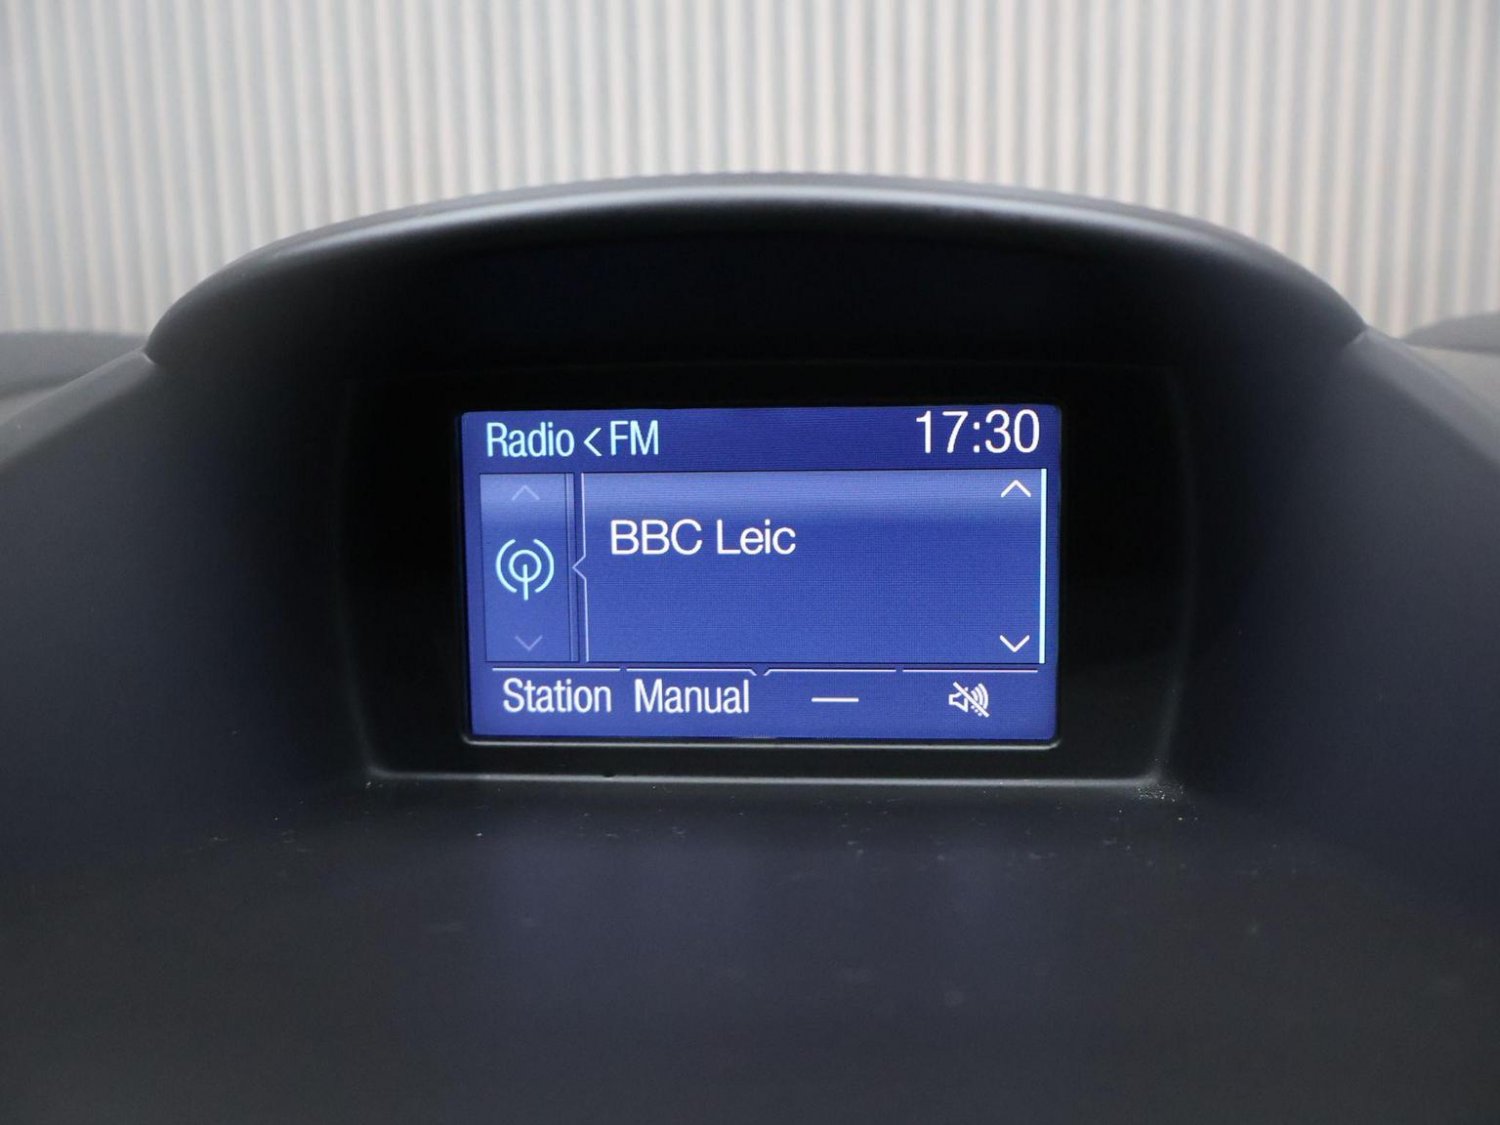 Radio < FM 17:30
BBC Leic
Station Manual —